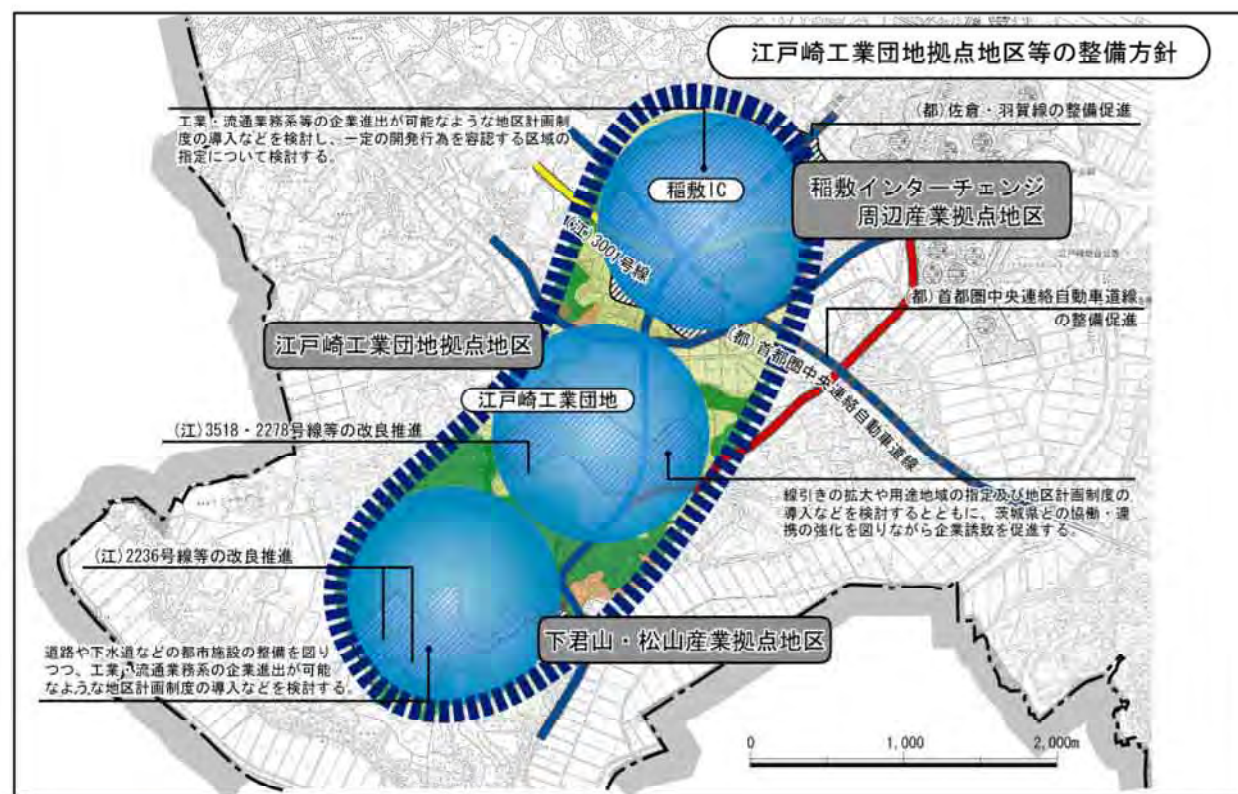 江戸崎工業団地拠点地区等の整備方針
工業・流通業務系等の企業進出が可能なような地区計画制
度の導入などを検討し、一定の開発行為を容認する区域の
指定について検討する。
(都)佐倉・羽賀線の整備促進
稲敷IC
稲敷インターチェンジ
周辺産業拠点地区
(江)3001号線
(都)首都圏中央連絡自動車道線
の整備促進
(都)首都圏中央連絡自動車道線
江戸崎工業団地拠点地区
江戸崎工業団地
(江)3518・2278号線等の改良推進
線引きの拡大や用途地域の指定及び地区計画制度の
導入などを検討するとともに、茨城県との協働・連
携の強化を図りながら企業誘致を促進する。
(江)2236号線等の改良推進
下君山・松山産業拠点地区
道路や下水道などの都市施設の整備を図り
つつ、工業・流通業務系の企業進出が可能
なような地区計画制度の導入などを検討する。
0 1,000 2,000m